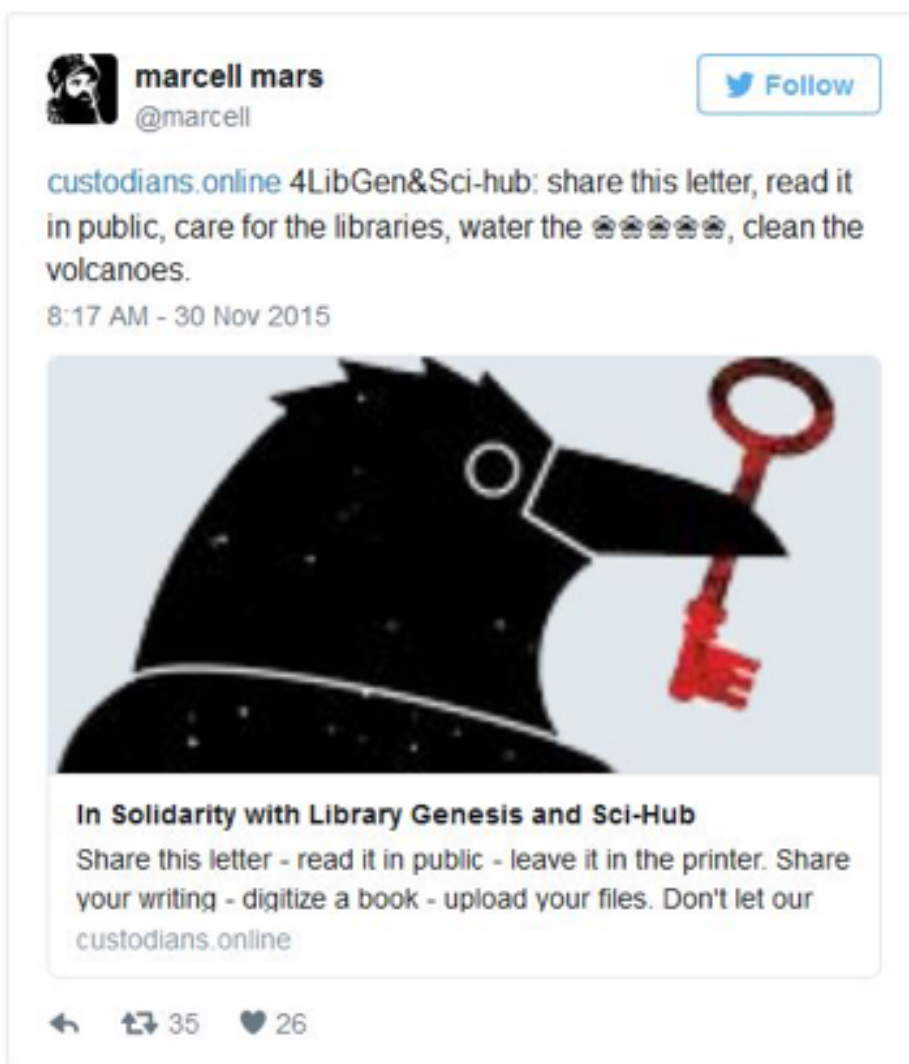 marcell mars
@marcell
Follow
custodians.online 4LibGen&Sci-hub: share this letter, read it
in public, care for the libraries, water the ❀❀❀❀❀, clean the
volcanoes.
8:17 AM - 30 Nov 2015
In Solidarity with Library Genesis and Sci-Hub
Share this letter - read it in public - leave it in the printer. Share
your writing - digitize a book - upload your files. Don't let our
custodians.online
35
26